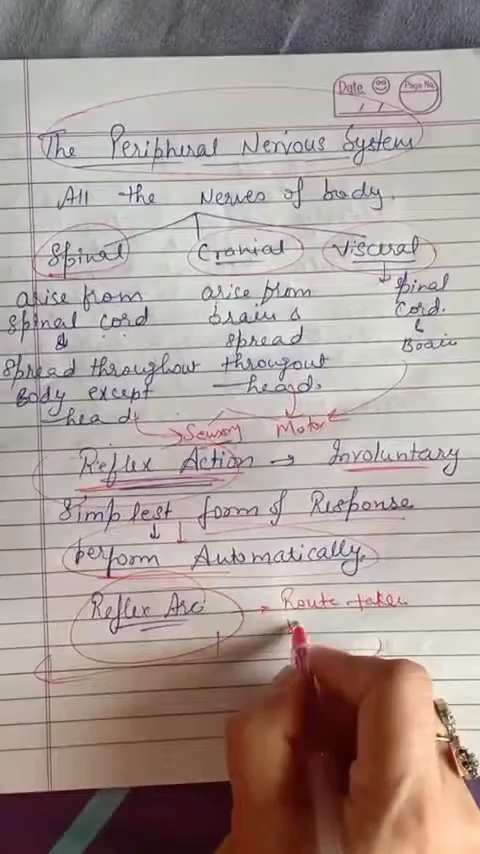 Date
Page No.
The Peripheral Nervous System
All the Nerves of body.
Spinal Cranial Visceral
arise from arise from Spinal
Spinal cord brain & Cord.
& spread & Brain
Spread throughout througout
Body except head.
head
Sensory Motor
Reflex Action → Involuntary
Simplest form of Response
perform Automatically.
Reflex Arc → Route taken